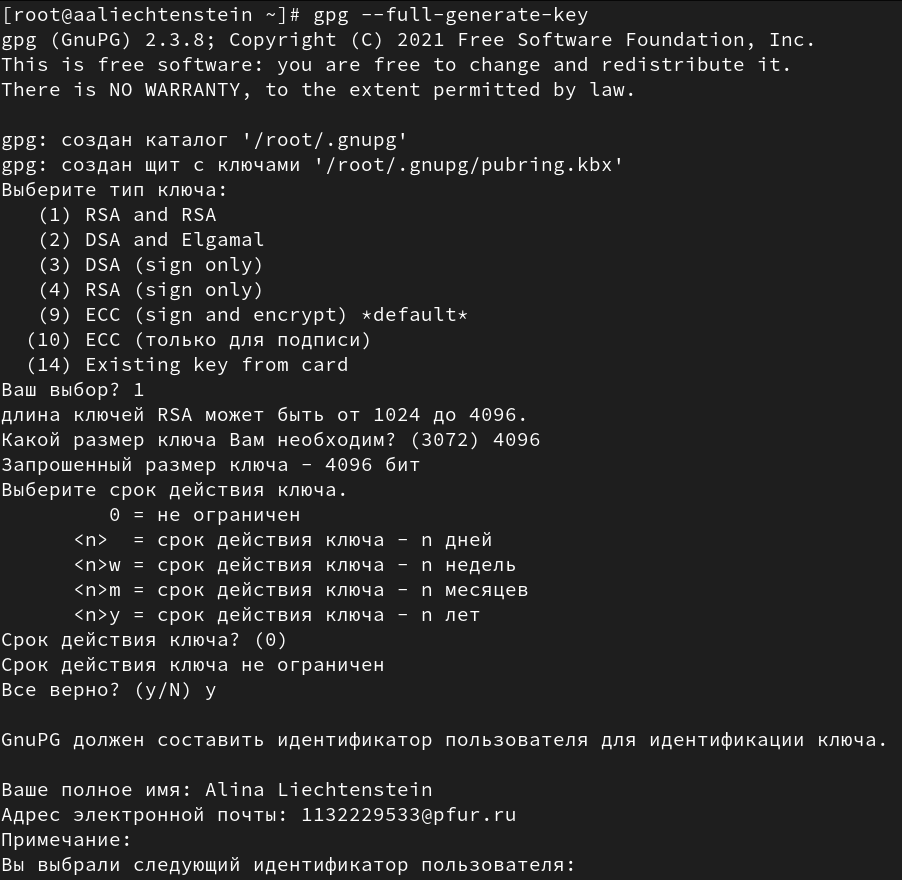 [root@aaliechtenstein ~]# gpg --full-generate-key
gpg (GnuPG) 2.3.8; Copyright (C) 2021 Free Software Foundation, Inc.
This is free software: you are free to change and redistribute it.
There is NO WARRANTY, to the extent permitted by law.

gpg: создан каталог '/root/.gnupg'
gpg: создан щит с ключами '/root/.gnupg/pubring.kbx'
Выберите тип ключа:
   (1) RSA and RSA
   (2) DSA and Elgamal
   (3) DSA (sign only)
   (4) RSA (sign only)
   (9) ECC (sign and encrypt) *default*
  (10) ECC (только для подписи)
  (14) Existing key from card
Ваш выбор? 1
длина ключей RSA может быть от 1024 до 4096.
Какой размер ключа Вам необходим? (3072) 4096
Запрошенный размер ключа - 4096 бит
Выберите срок действия ключа.
         0 = не ограничен
      <n>  = срок действия ключа - n дней
      <n>w = срок действия ключа - n недель
      <n>m = срок действия ключа - n месяцев
      <n>y = срок действия ключа - n лет
Срок действия ключа? (0)
Срок действия ключа не ограничен
Все верно? (y/N) y

GnuPG должен составить идентификатор пользователя для идентификации ключа.

Ваше полное имя: Alina Liechtenstein
Адрес электронной почты: 1132229533@pfur.ru
Примечание:
Вы выбрали следующий идентификатор пользователя: